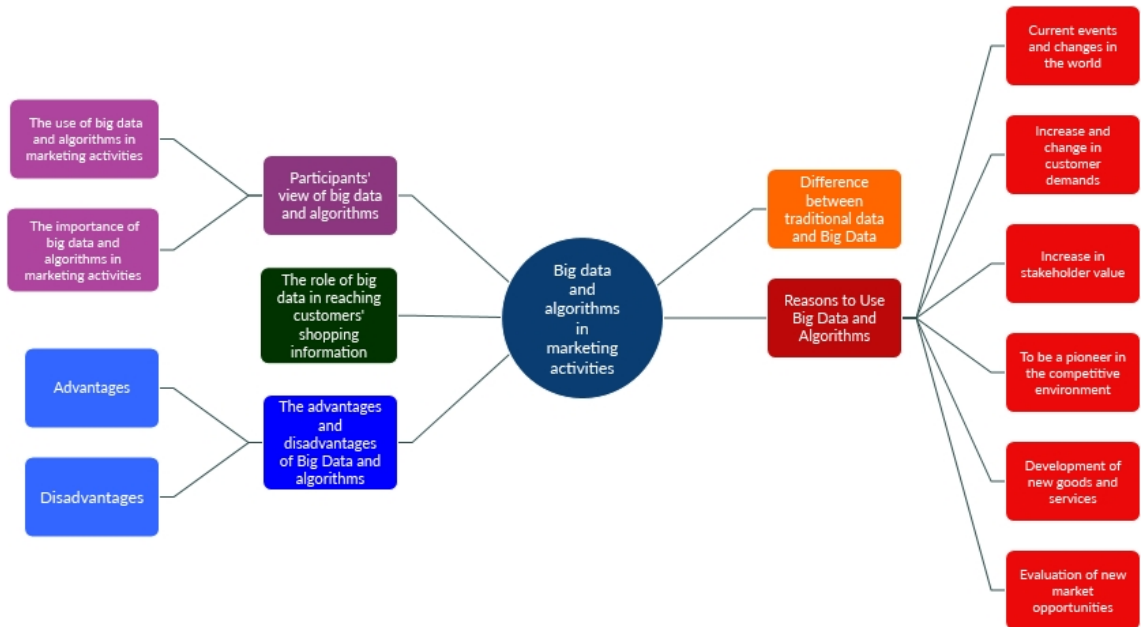 The use of big data
and algorithms in
marketing activities
The importance of
big data and
algorithms in
marketing activities
Participants'
view of big data
and algorithms
The role of big
data in reaching
customers'
shopping
information
Advantages
Disadvantages
The advantages
and
disadvantages
of Big Data and
algorithms
Big data
and
algorithms
in
marketing
activities
Difference
between
traditional data
and Big Data
Reasons to Use
Big Data and
Algorithms
Current events
and changes in
the world
Increase and
change in
customer
demands
Increase in
stakeholder value
To be a pioneer in
the competitive
environment
Development of
new goods and
services
Evaluation of new
market
opportunities